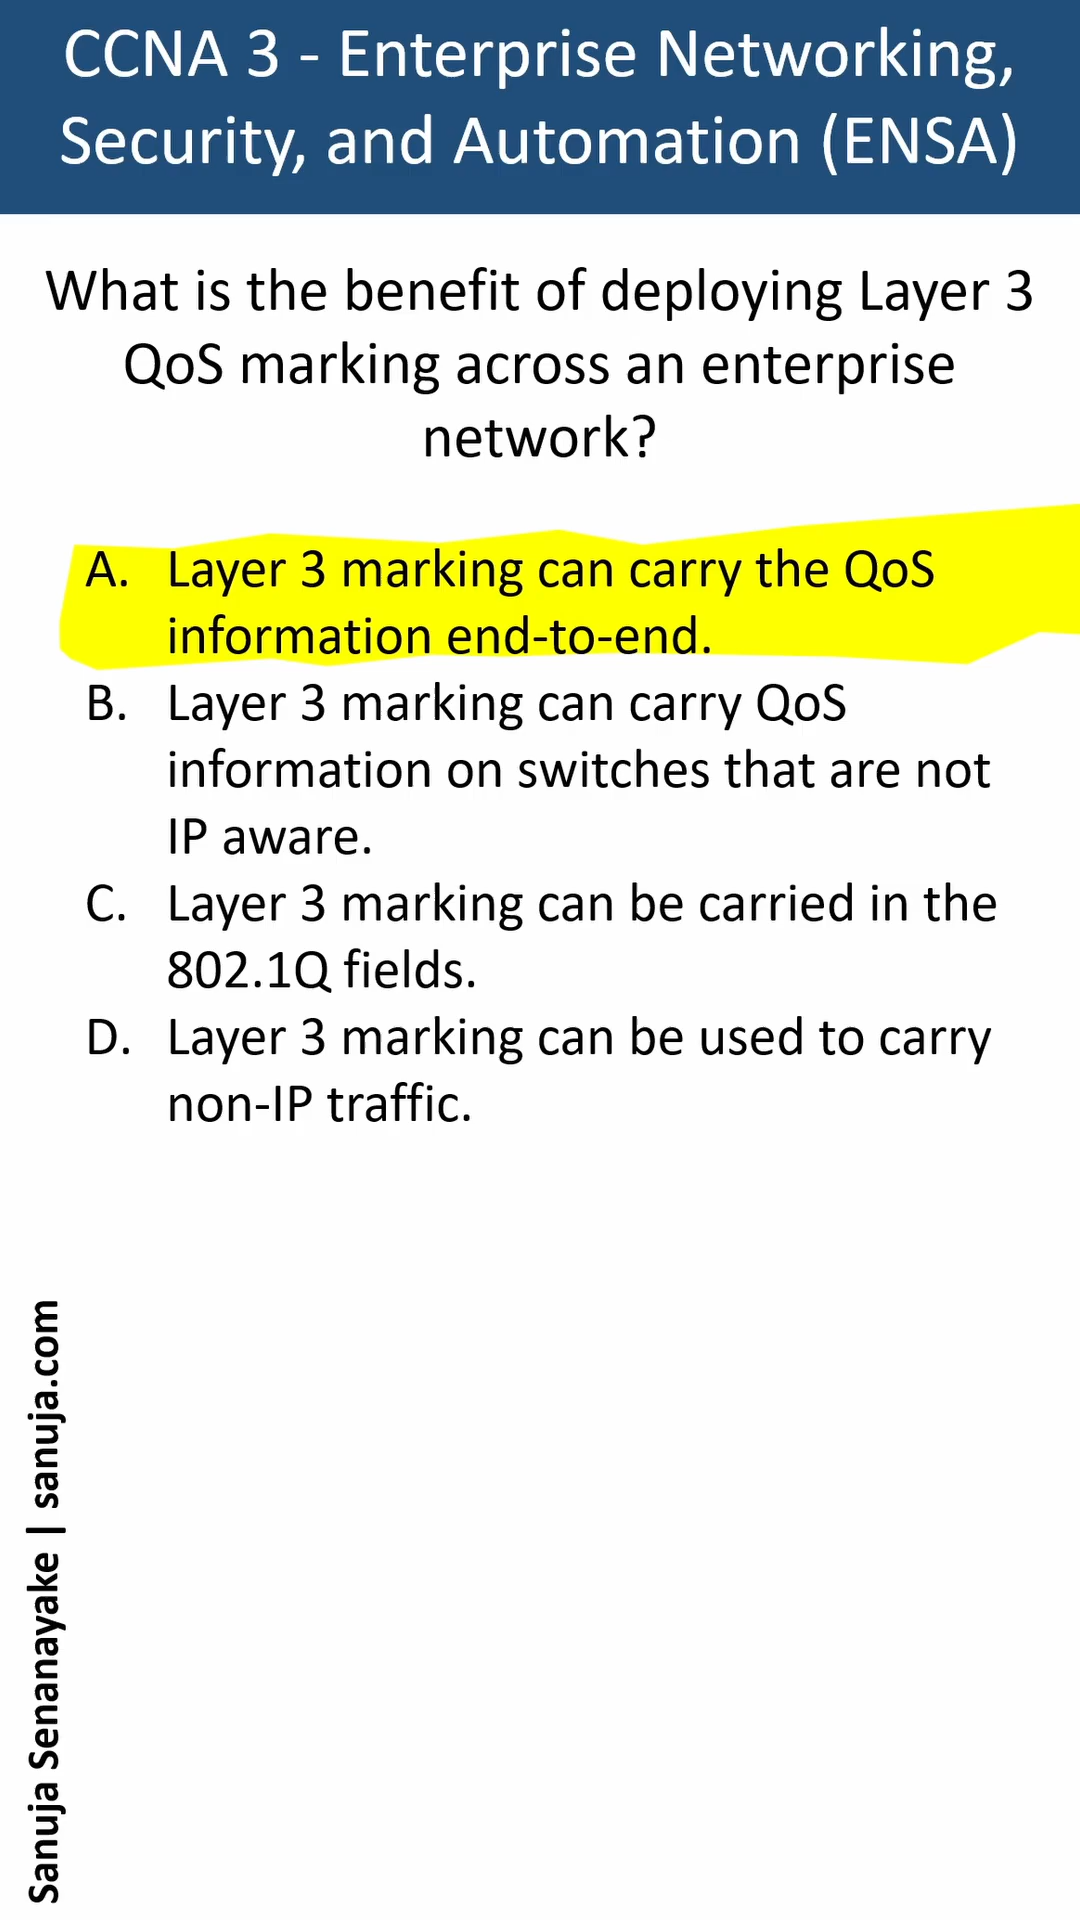 CCNA 3 - Enterprise Networking,
Security, and Automation (ENSA)
What is the benefit of deploying Layer 3
QoS marking across an enterprise
network?
A. Layer 3 marking can carry the QoS
information end-to-end.
B. Layer 3 marking can carry QoS
information on switches that are not
IP aware.
C. Layer 3 marking can be carried in the
802.1Q fields.
D. Layer 3 marking can be used to carry
non-IP traffic.
Sanuja Senanayake | sanuja.com